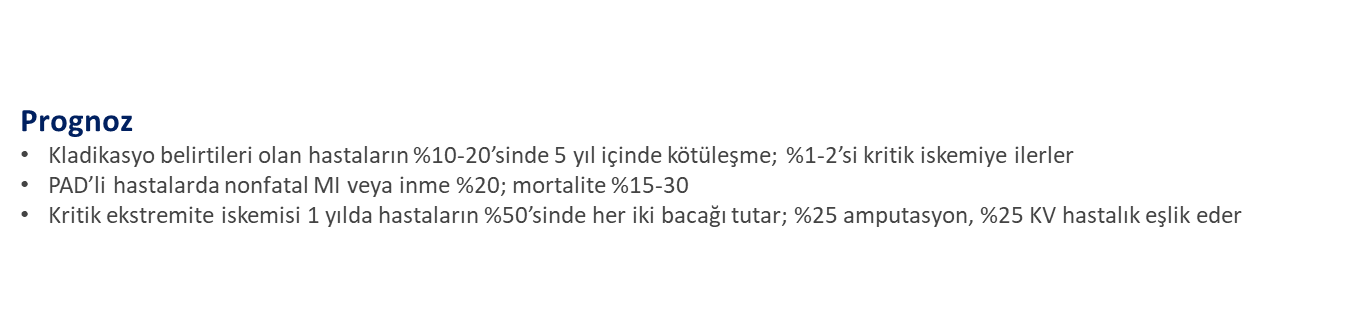 Prognoz
• Kladikasyo belirtileri olan hastaların %10-20’sinde 5 yıl içinde kötüleşme; %1-2’si kritik iskemiye ilerler
• PAD’li hastalarda nonfatal MI veya inme %20; mortalite %15-30
• Kritik ekstremite iskemisi 1 yılda hastaların %50’sinde her iki bacağı tutar; %25 amputasyon, %25 KV hastalık eşlik eder